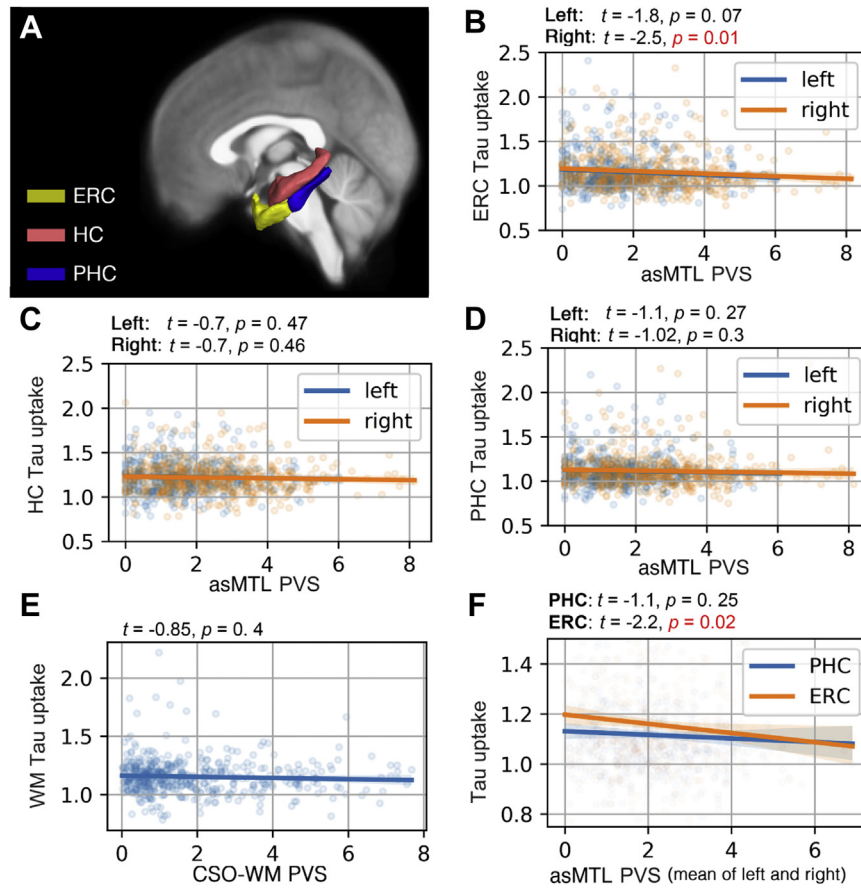 A
ERC
HC
PHC
B
Left: t = -1.8, p = 0. 07
Right: t = -2.5, p = 0.01
2.5
2.0
1.5
1.0
0.5
ERC Tau uptake
left
right
0 2 4 6 8
asMTL PVS
C
Left: t = -0.7, p = 0. 47
Right: t = -0.7, p = 0.46
2.5
2.0
1.5
1.0
0.5
HC Tau uptake
left
right
0 2 4 6 8
asMTL PVS
D
Left: t = -1.1, p = 0. 27
Right: t = -1.02, p = 0.3
2.5
2.0
1.5
1.0
0.5
PHC Tau uptake
left
right
0 2 4 6 8
asMTL PVS
E
t = -0.85, p = 0. 4
2.0
1.5
1.0
WM Tau uptake
0 2 4 6 8
CSO-WM PVS
F
PHC: t = -1.1, p = 0. 25
ERC: t = -2.2, p = 0.02
1.4
1.2
1.0
0.8
Tau uptake
PHC
ERC
0 2 4 6
asMTL PVS (mean of left and right)